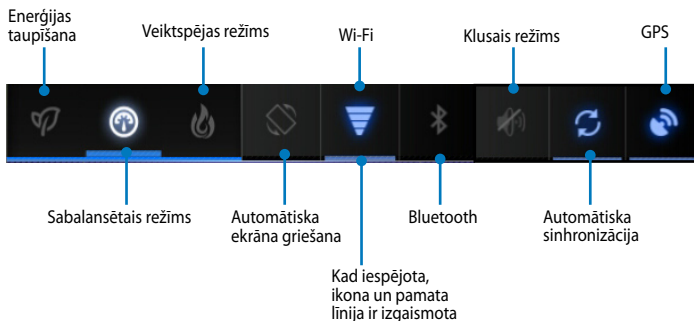 Enerģijas
taupīšana
Veiktspējas režīms
Wi-Fi
Klusais režīms
GPS
Sabalansētais režīms
Automātiska
ekrāna griešana
Bluetooth
Automātiska
sinhronizācija
Kad iespējota,
ikona un pamata
līnija ir izgaismota